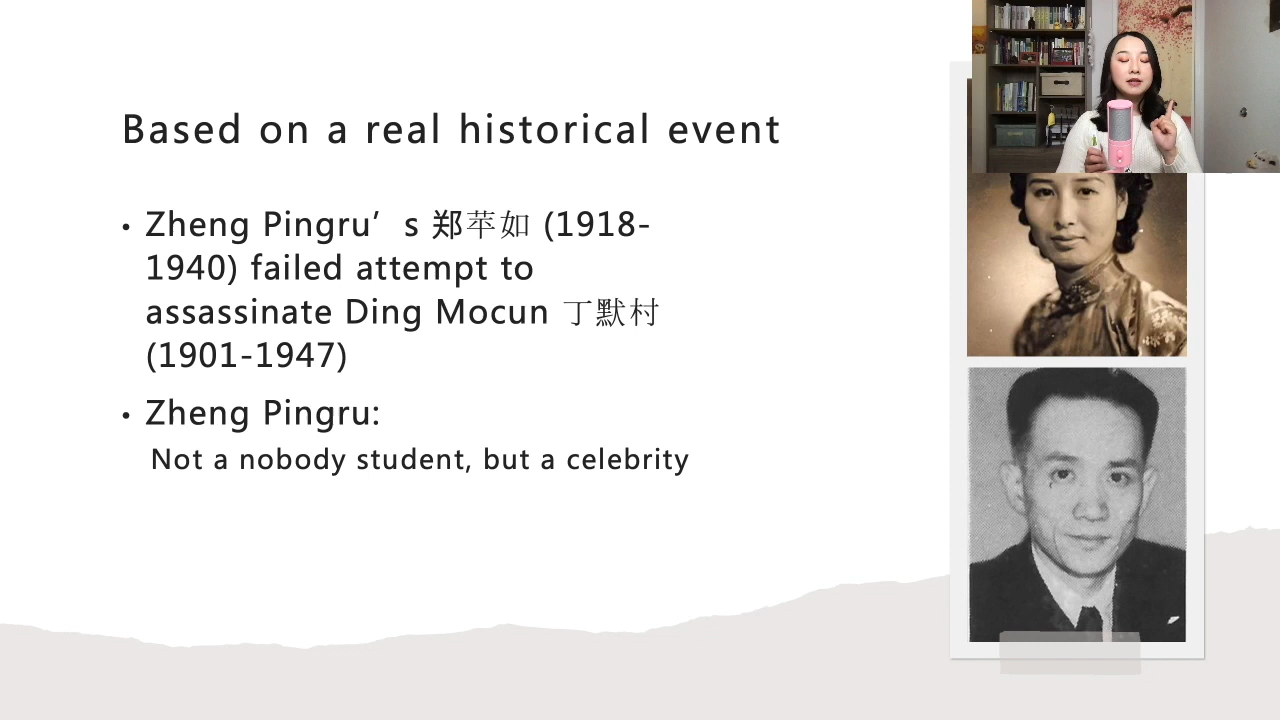 Based on a real historical event
• Zheng Pingru’s 郑苹如 (1918-
1940) failed attempt to
assassinate Ding Mocun 丁默村
(1901-1947)
• Zheng Pingru:
Not a nobody student, but a celebrity